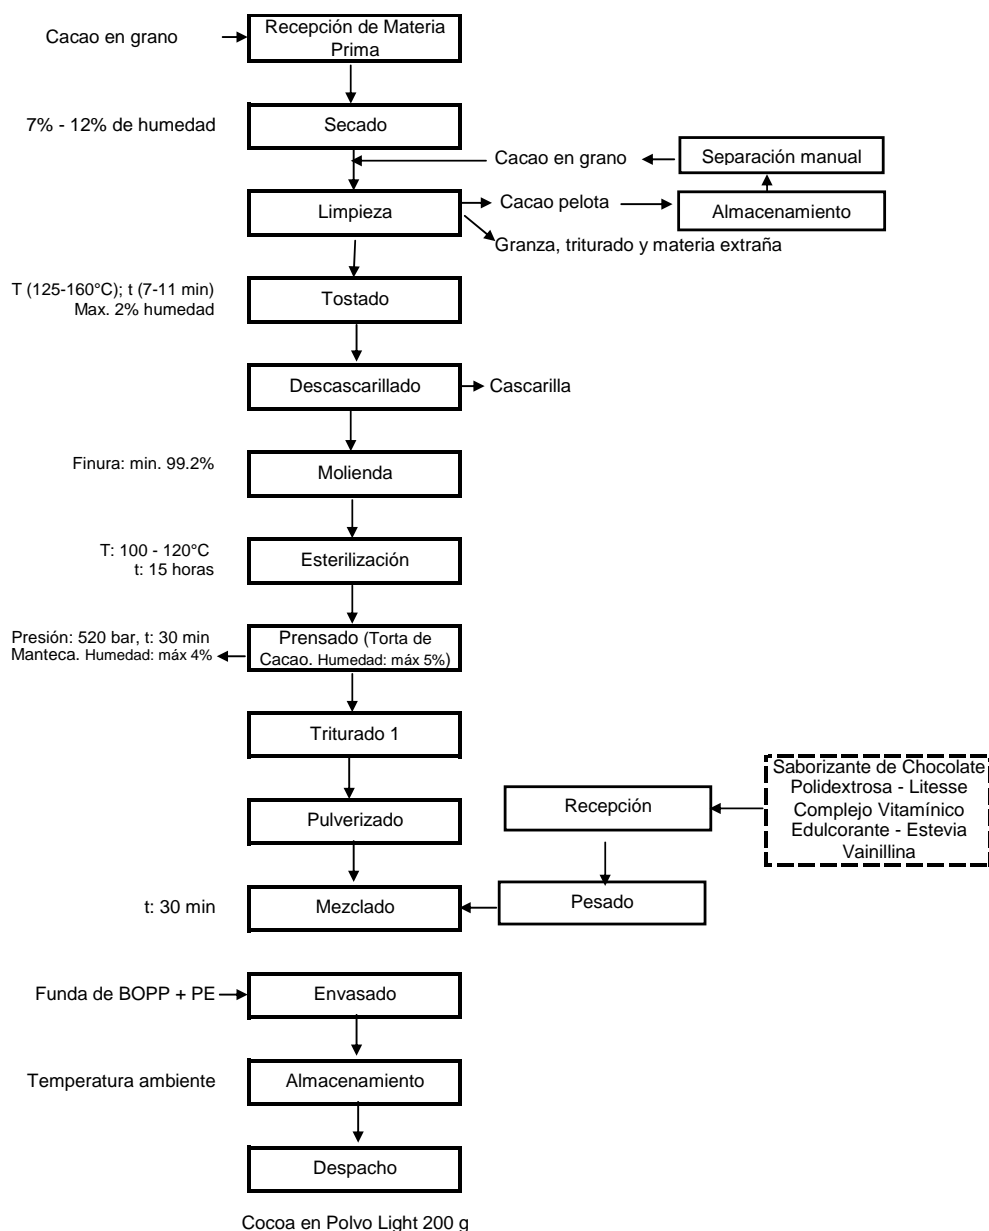 Cacao en grano
Recepción de Materia
Prima
7% - 12% de humedad
Secado
Cacao en grano
Separación manual
Limpieza
Cacao pelota
Almacenamiento
Granza, triturado y materia extraña
T (125-160°C); t (7-11 min)
Max. 2% humedad
Tostado
Descascarillado
Cascarilla
Finura: min. 99.2%
Molienda
T: 100 - 120°C
t: 15 horas
Esterilización
Presión: 520 bar, t: 30 min
Manteca. Humedad: máx 4%
Prensado (Torta de
Cacao. Humedad: máx 5%)
Triturado 1
Saborizante de Chocolate
Polidextrosa - Litesse
Complejo Vitamínico
Edulcorante - Estevia
Vainillina
Recepción
Pulverizado
t: 30 min
Mezclado
Pesado
Funda de BOPP + PE
Envasado
Temperatura ambiente
Almacenamiento
Despacho
Cocoa en Polvo Light 200 g